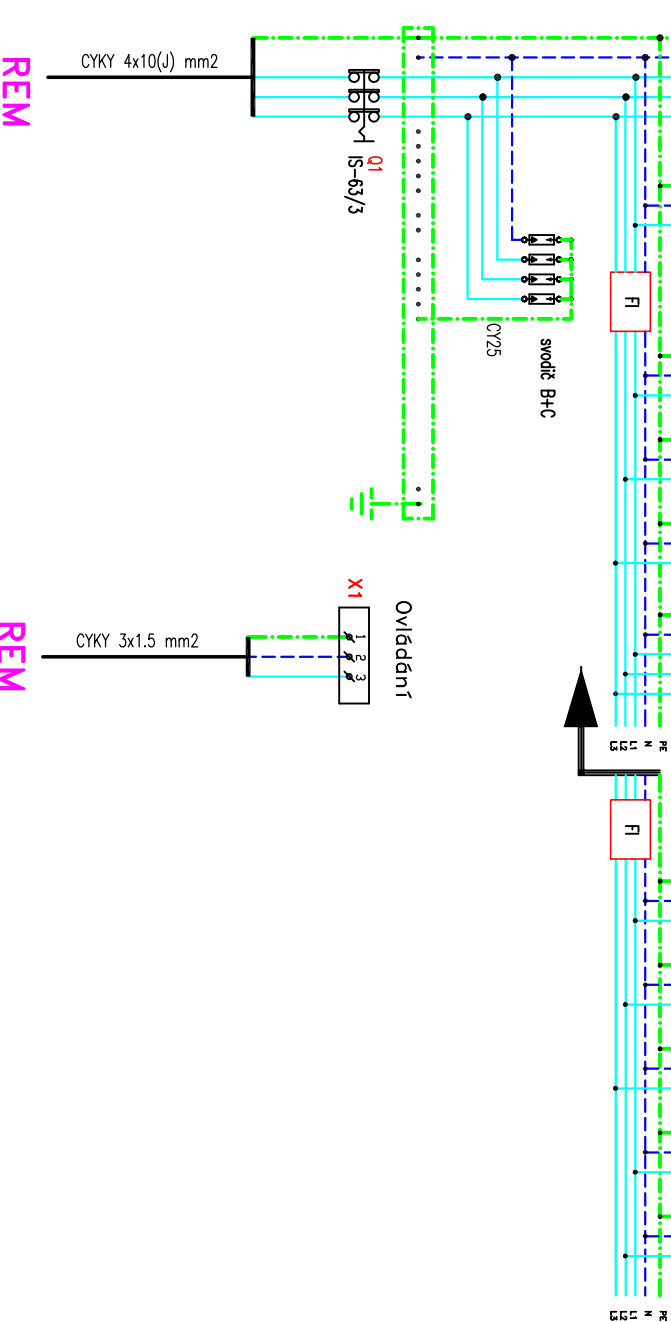 REM
CYKY 4x10(J) mm2
Q1
IS-63/3
CY25
svodič B+C
FI
X1
Ovládání
1
2
3
REM
CYKY 3x1.5 mm2
PE
N
L1
L2
L3
FI
PE
N
L1
L2
L3